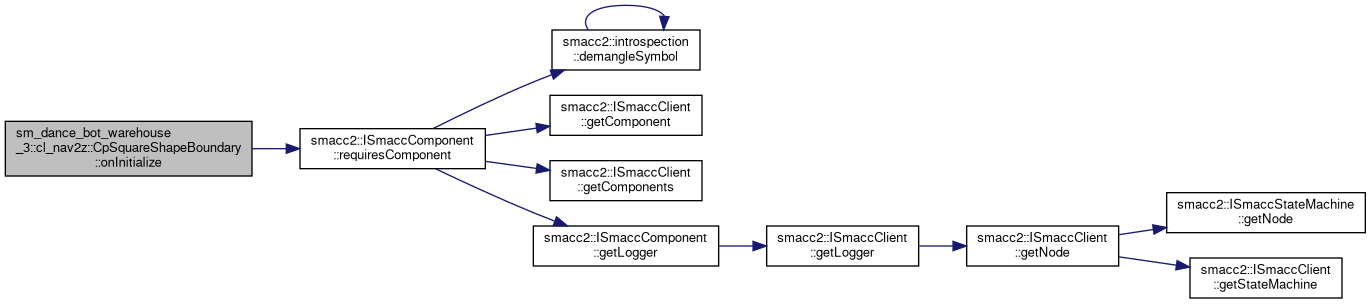 sm_dance_bot_warehouse
_3::cl_nav2z::CpSquareShapeBoundary
::onInitialize
smacc2::ISmaccComponent
::requiresComponent
smacc2::introspection
::demangleSymbol
smacc2::ISmaccClient
::getComponent
smacc2::ISmaccClient
::getComponents
smacc2::ISmaccComponent
::getLogger
smacc2::ISmaccClient
::getLogger
smacc2::ISmaccClient
::getNode
smacc2::ISmaccStateMachine
::getNode
smacc2::ISmaccClient
::getStateMachine